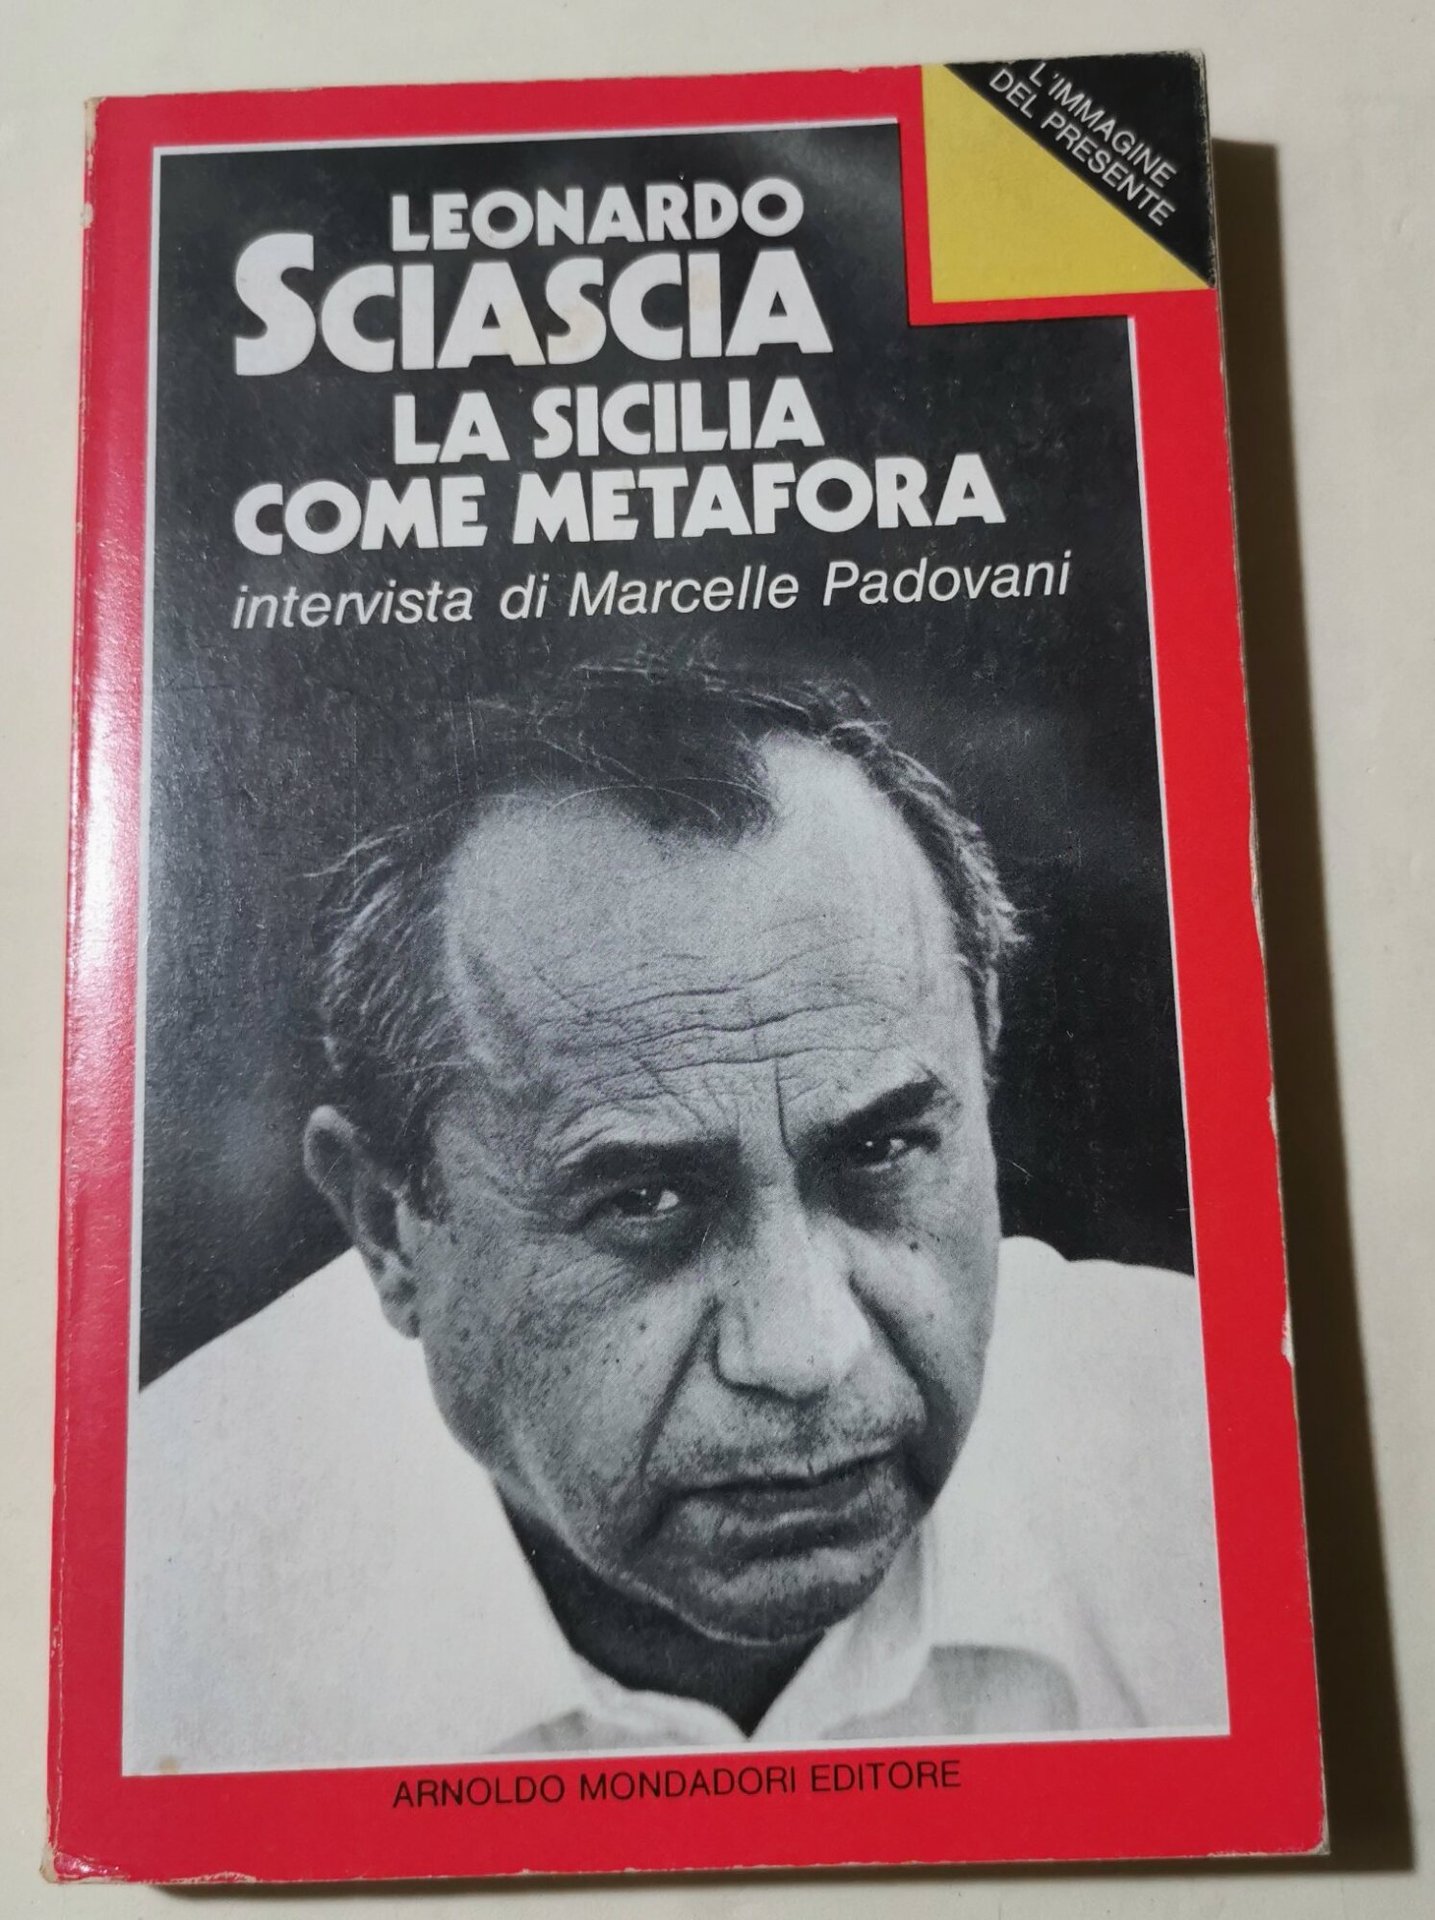 L'IMMAGINE
DEL PRESENTE
LEONARDO
SCIASCIA
LA SICILIA
COME METAFORA
intervista di Marcelle Padovani
ARNOLDO MONDADORI EDITORE